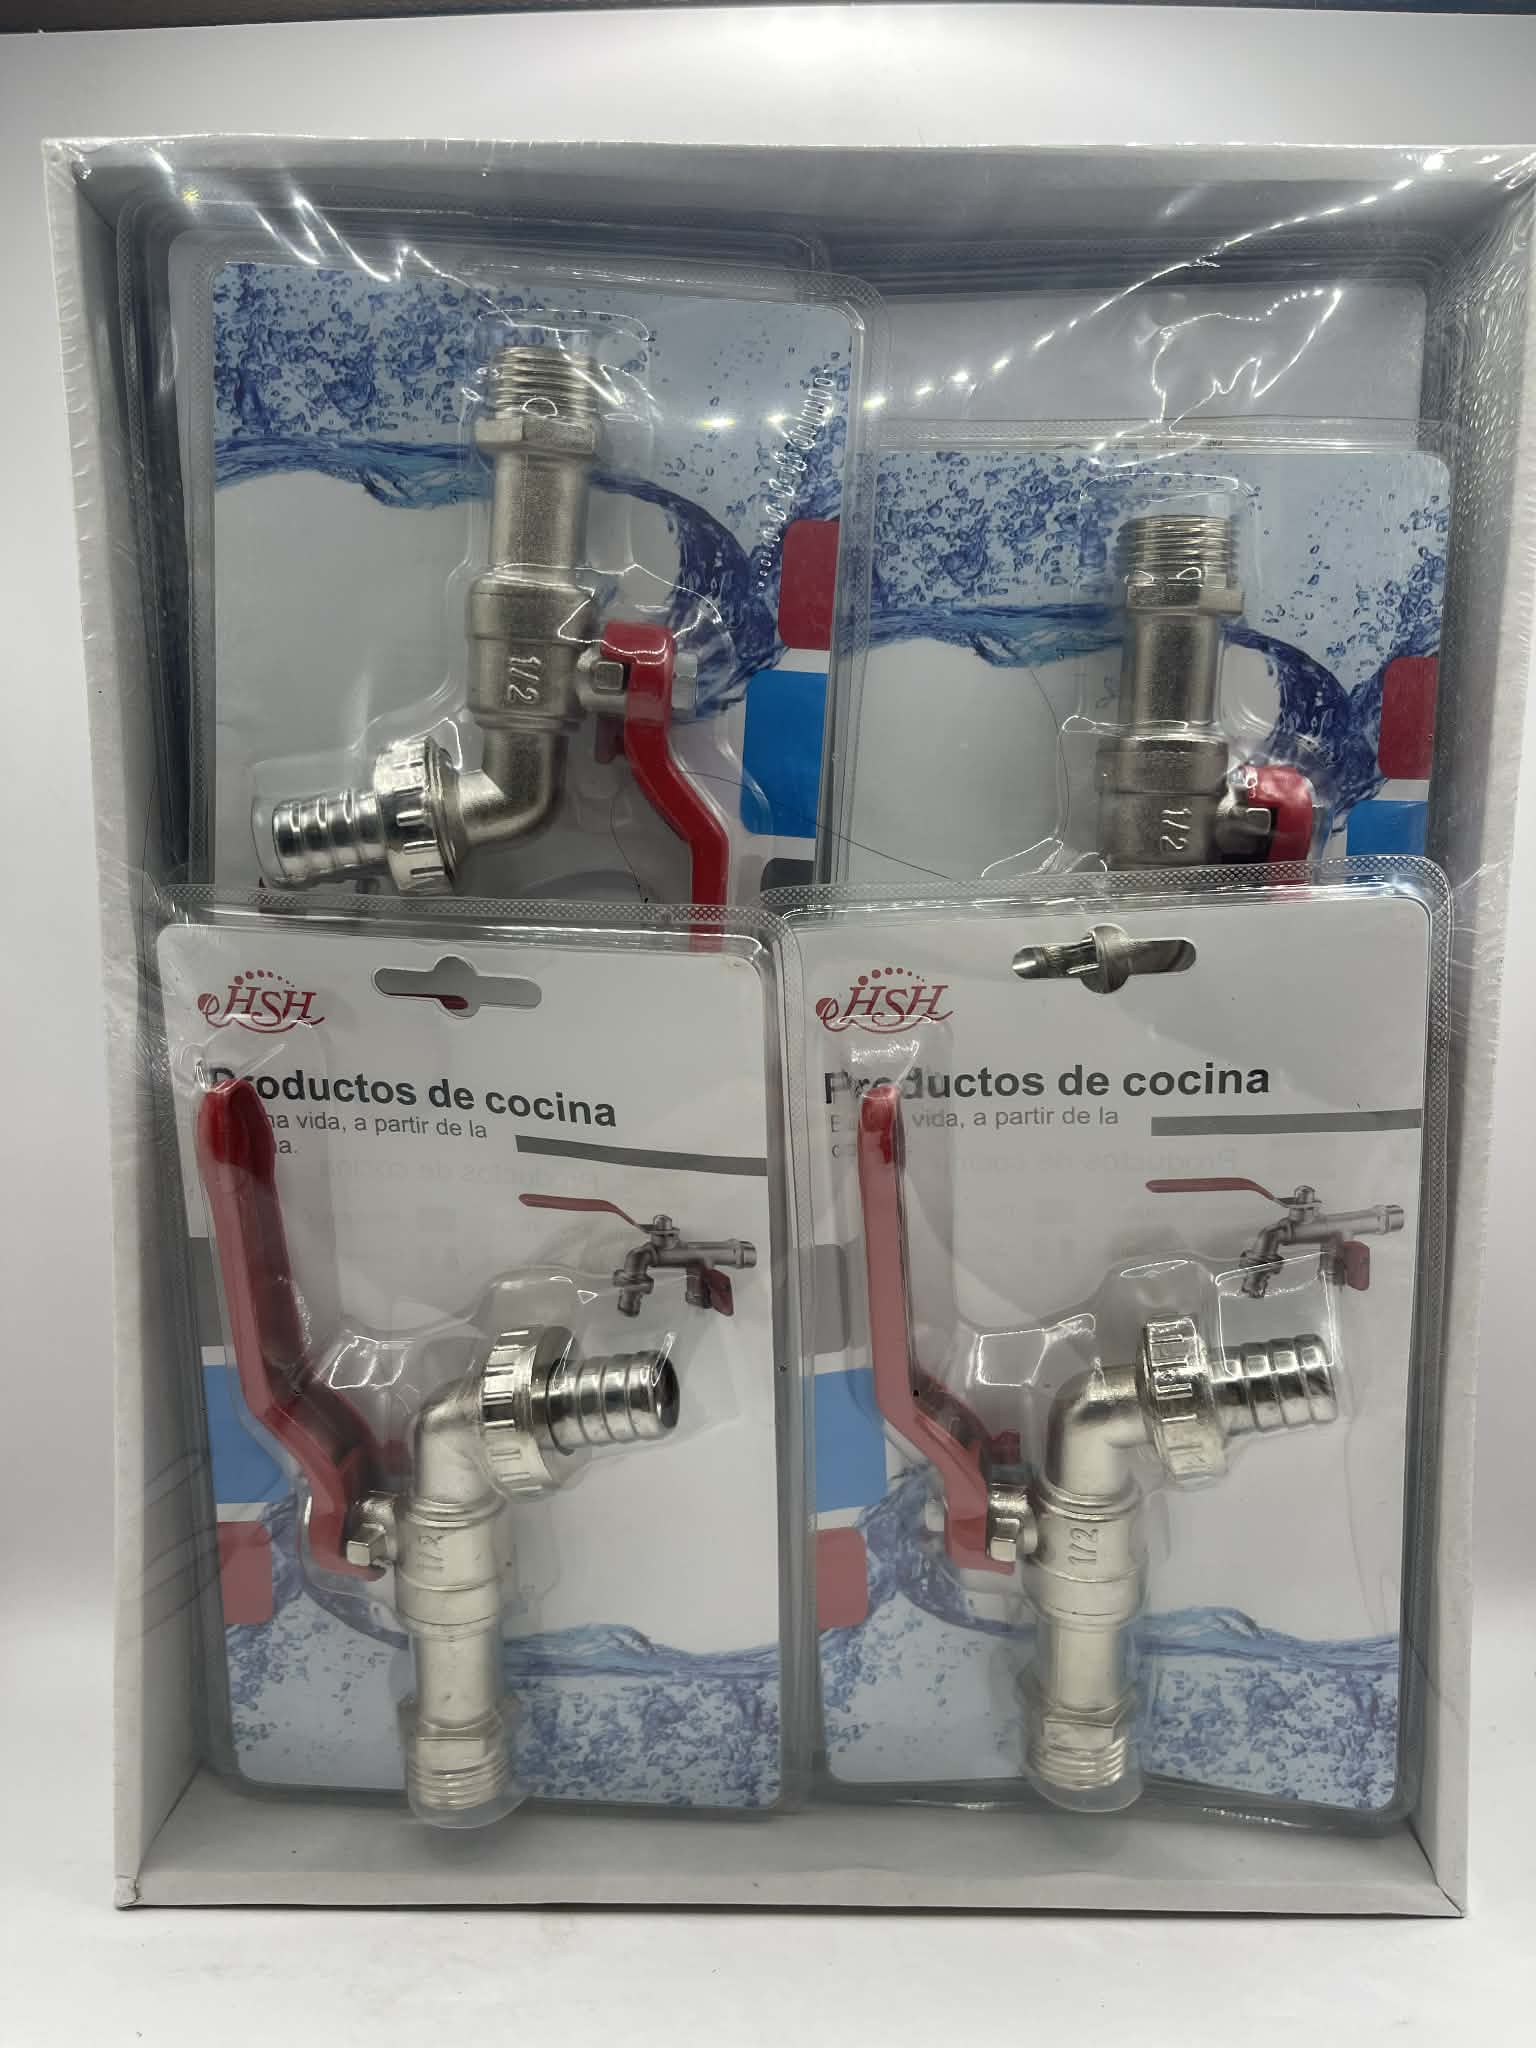 1/2
1/2
HSH
Productos de cocina
vida, a partir de la
HSH
Productos de cocina
vida, a partir de la
1/2
1/2